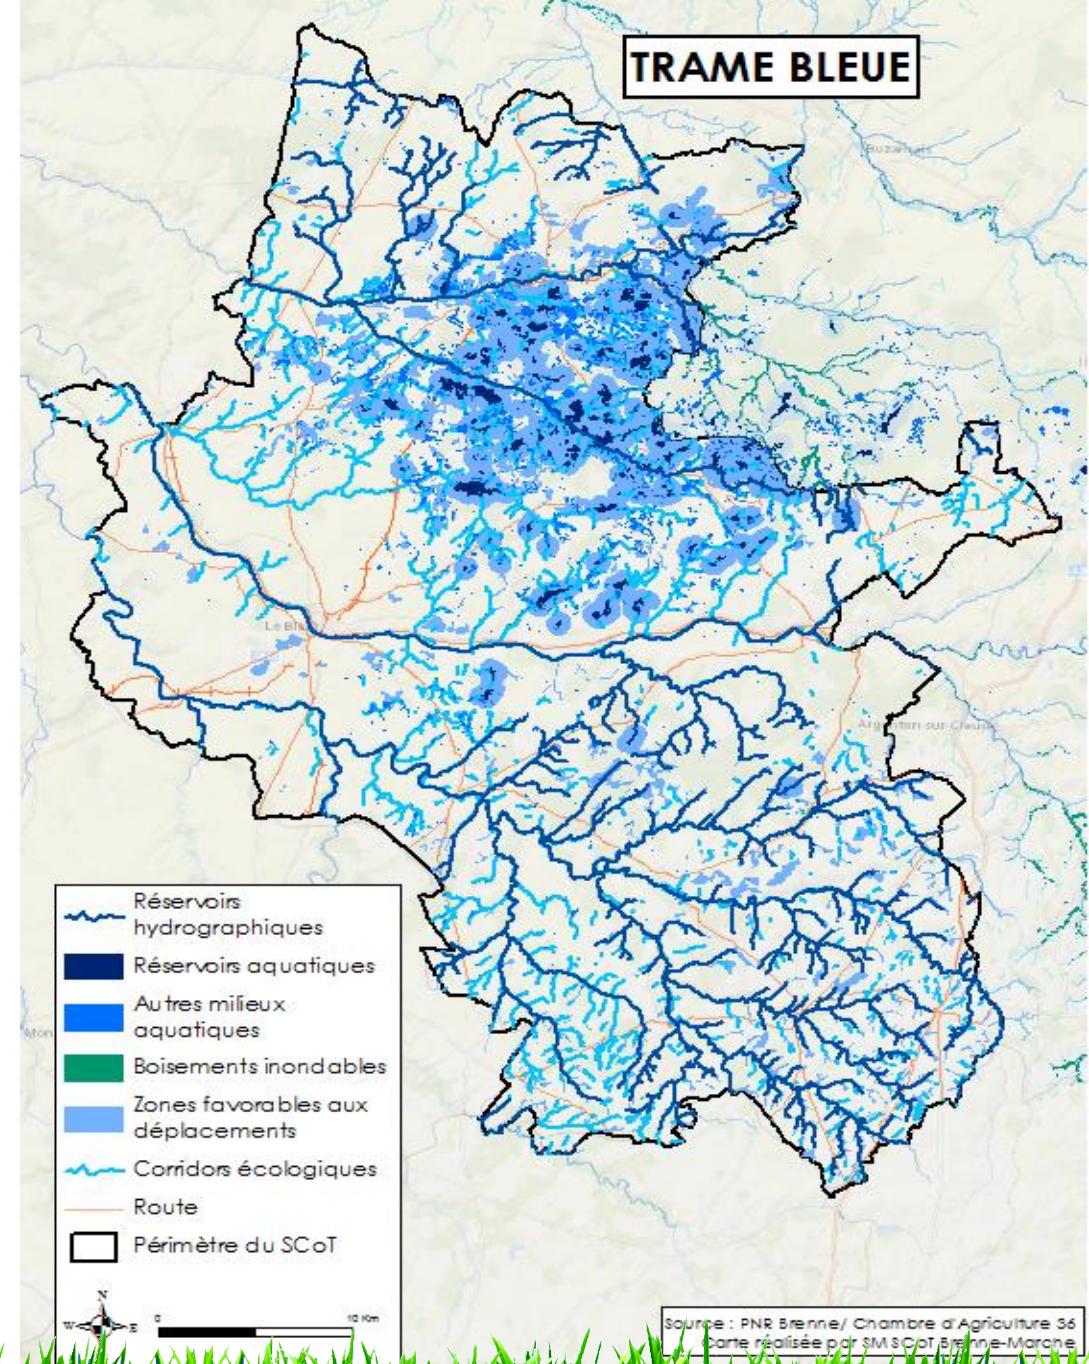 TRAME BLEUE
Buzançais
Le Bl
Argenton-sur-Creuse
Mon
Réservoirs
hydrographiques
Réservoirs aquatiques
Autres milieux
aquatiques
Boisements inondables
Zones favorables aux
déplacements
Corridors écologiques
Route
Périmètre du SCoT
N
W
E
0
10 Km
Source : PNR Brenne/ Chambre d'Agriculture 36
Carte réalisée par SM SCoT Brenne-Marche